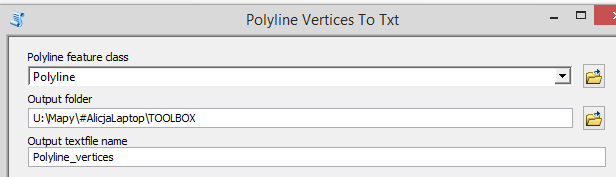 Polyline Vertices To Txt
Polyline feature class
Polyline
Output folder
U:\Mapy\#AlicjaLaptop\TOOLBOX
Output textfile name
Polyline_vertices